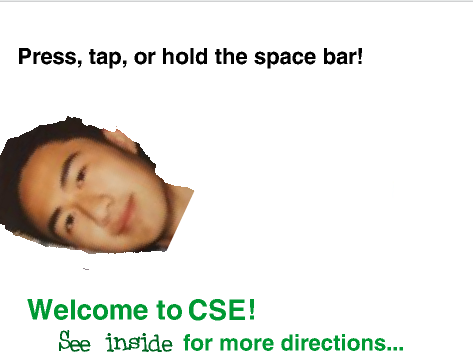 Press, tap, or hold the space bar!
Welcome to CSE!
See inside for more directions...